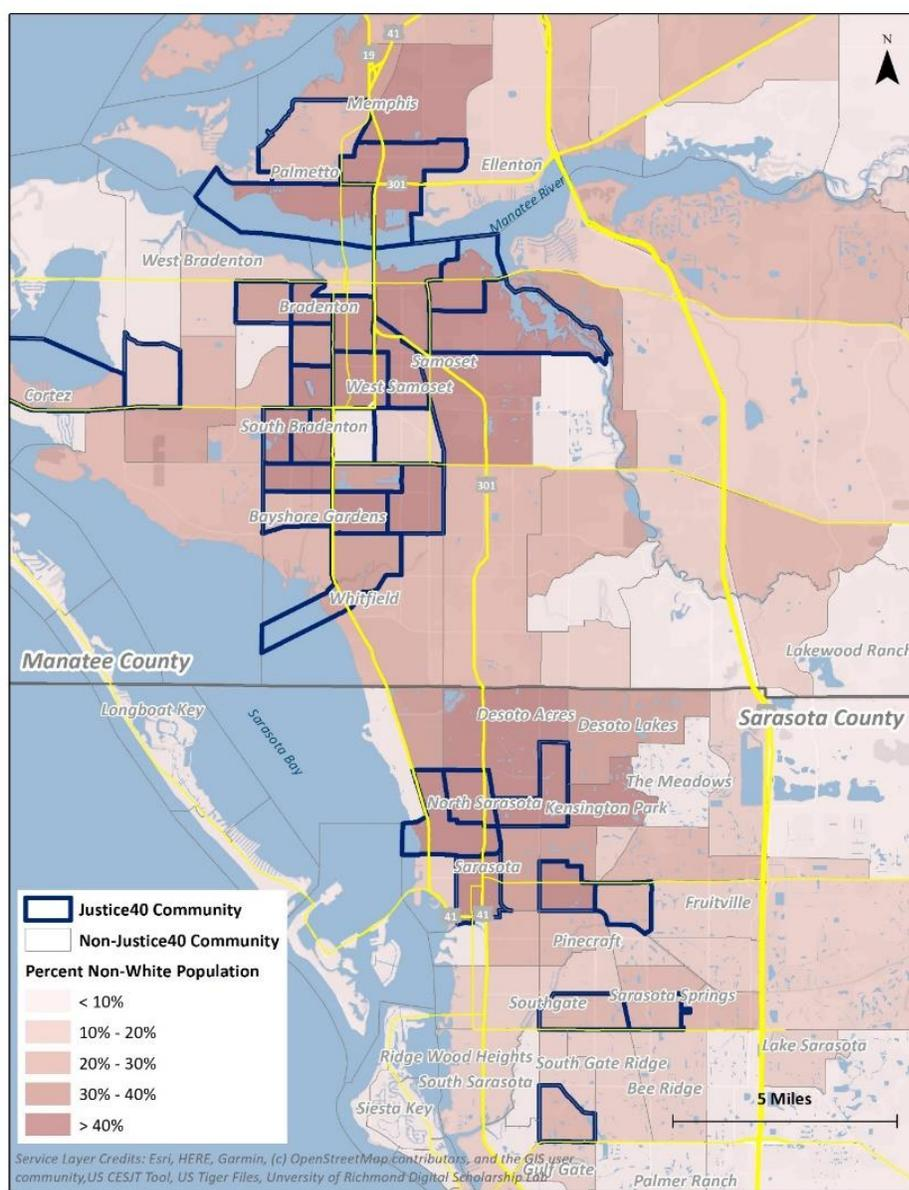 41
N
19
Memphis
Ellenton
Palmetto
301
Manatee River
West Bradenton
Bradenton
Samoset
West Samoset
Cortez
South Bradenton
301
Bayshore Gardens
Whitfield
Lakewood Ranch
Manatee County
Longboat Key
Desoto Acres
Sarasota County
Desoto Lakes
Sarasota Bay
The Meadows
North Sarasota
Kensington Park
Sarasota
Fruitville
41
41
Pinecraft
Southgate
Sarasota Springs
Lake Sarasota
Ridge Wood Heights
South Gate Ridge
South Sarasota
Bee Ridge
Siesta Key
5 Miles
Gulf Gate
Palmer Ranch
Justice40 Community
Non-Justice40 Community
Percent Non-White Population
< 10%
10% - 20%
20% - 30%
30% - 40%
> 40%
Service Layer Credits: Esri, HERE, Garmin, (c) OpenStreetMap contributors, and the GIS user
community,US CESJT Tool, US Tiger Files, Unversity of Richmond Digital Scholarship Lab